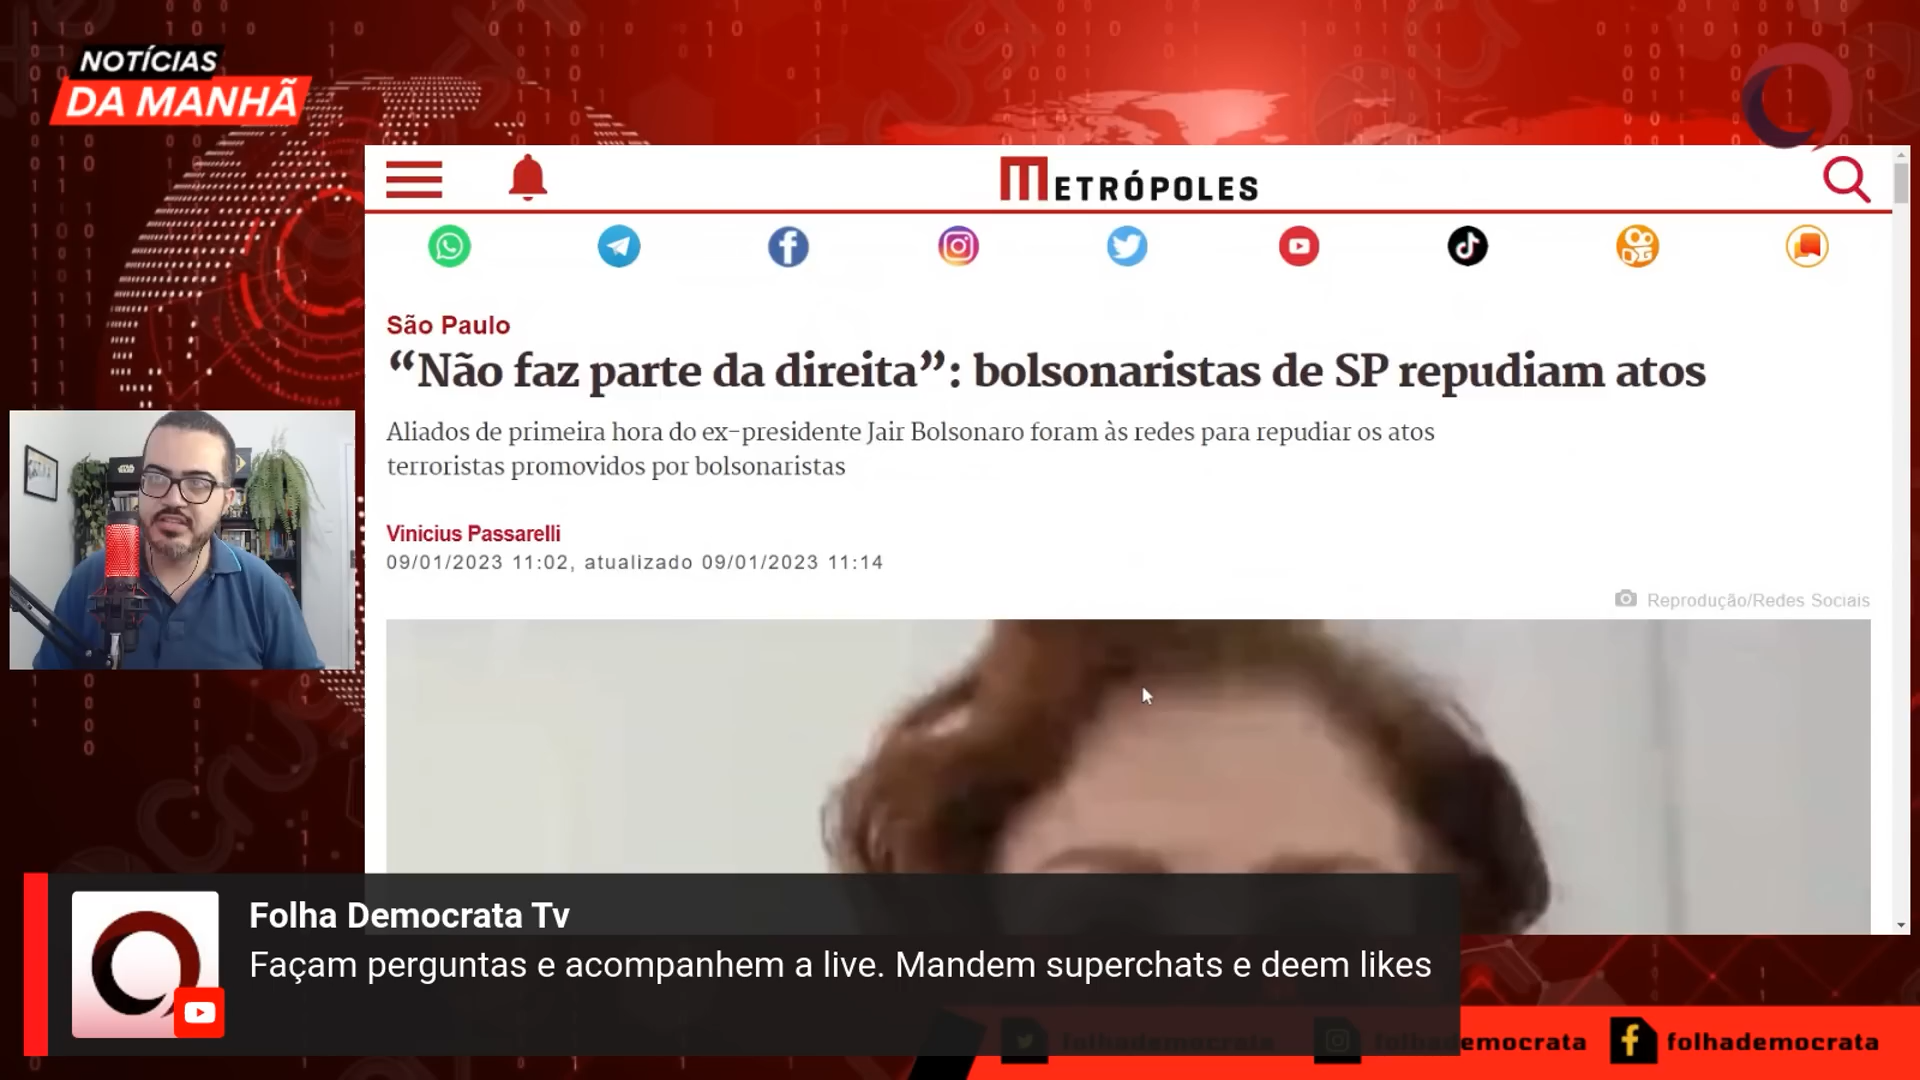 NOTÍCIAS
DA MANHÃ
METRÓPOLES
São Paulo
“Não faz parte da direita”: bolsonaristas de SP repudiam atos
Aliados de primeira hora do ex-presidente Jair Bolsonaro foram às redes para repudiar os atos
terroristas promovidos por bolsonaristas
Vinicius Passarelli
09/01/2023 11:02, atualizado 09/01/2023 11:14
Reprodução/Redes Sociais
Folha Democrata Tv
Façam perguntas e acompanhem a live. Mandem superchats e deem likes
folhademocrata folhademocrata folhademocrata